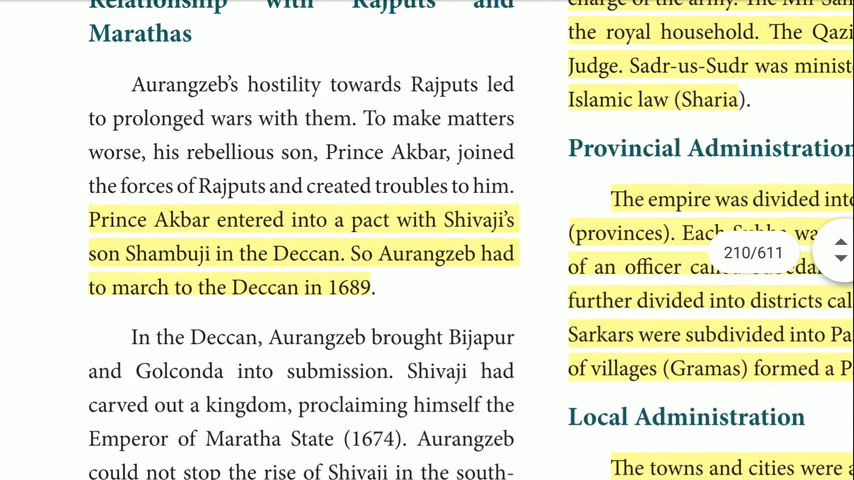 Relationship with Rajputs and
Marathas
Aurangzeb's hostility towards Rajputs led
to prolonged wars with them. To make matters
worse, his rebellious son, Prince Akbar, joined
the forces of Rajputs and created troubles to him.
Prince Akbar entered into a pact with Shivaji's
son Shambuji in the Deccan. So Aurangzeb had
to march to the Deccan in 1689.
In the Deccan, Aurangzeb brought Bijapur
and Golconda into submission. Shivaji had
carved out a kingdom, proclaiming himself the
Emperor of Maratha State (1674). Aurangzeb
could not stop the rise of Shivaji in the south-
charge of the army. The Mir
the royal household. The Qazi
Judge. Sadr-us-Sudr was minist
Islamic law (Sharia).
Provincial Administration
The empire was divided into
(provinces). Each
of an officer
further divided into districts cal
Sarkars were subdivided into Pa
of villages (Gramas) formed a P
Local Administration
The towns and cities were a
210/611